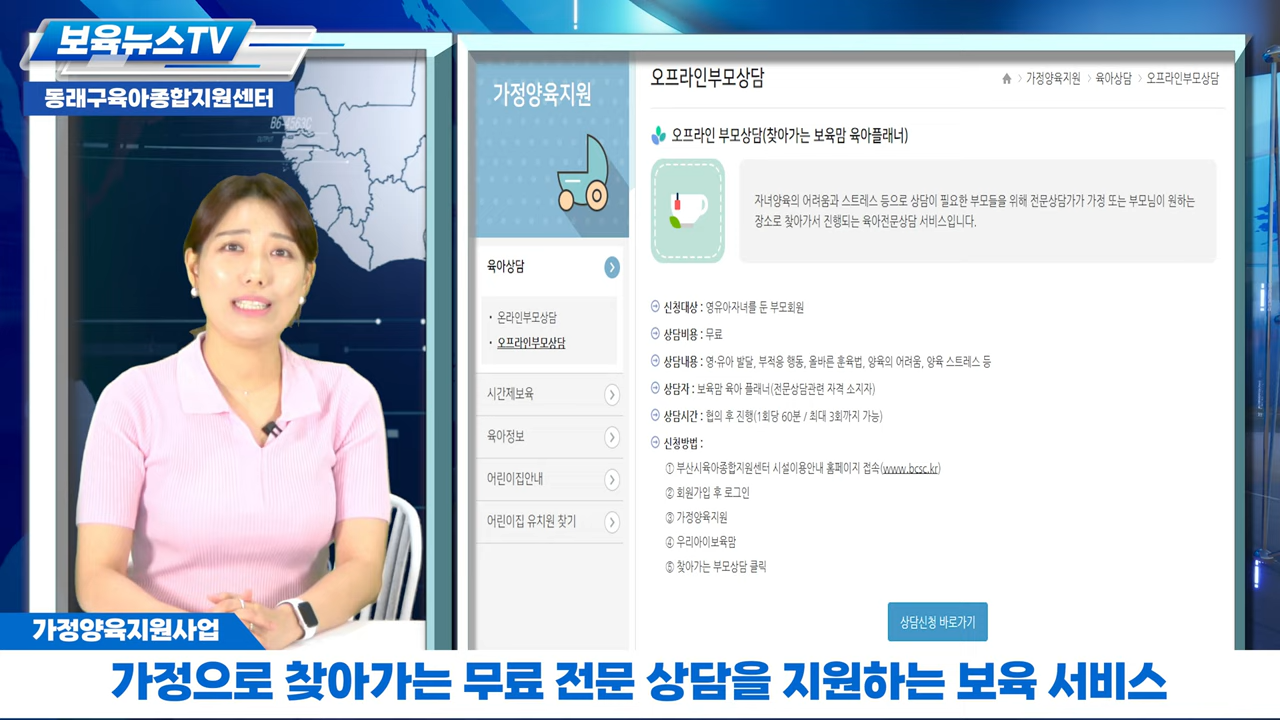 보육뉴스TV
동래구육아종합지원센터
B6-4563C
가정양육지원
육아상담
· 온라인부모상담
· 오프라인부모상담
시간제보육
육아정보
어린이집안내
어린이집 유치원 찾기
오프라인부모상담
가정양육지원 > 육아상담 > 오프라인부모상담
오프라인 부모상담(찾아가는 보육맘 육아플래너)
자녀양육의 어려움과 스트레스 등으로 상담이 필요한 부모들을 위해 전문상담가가 가정 또는 부모님이 원하는
장소로 찾아가서 진행되는 육아전문상담 서비스입니다.
신청대상 : 영유아자녀를 둔 부모회원
상담비용 : 무료
상담내용 : 영·유아 발달, 부적응 행동, 올바른 훈육법, 양육의 어려움, 양육 스트레스 등
상담자 : 보육맘 육아 플래너(전문상담관련 자격 소지자)
상담시간 : 협의 후 진행(1회당 60분 / 최대 3회까지 가능)
신청방법 :
① 부산시육아종합지원센터 시설이용안내 홈페이지 접속(www.bcsc.kr)
② 회원가입 후 로그인
③ 가정양육지원
④ 우리아이보육맘
⑤ 찾아가는 부모상담 클릭
상담신청 바로가기
가정양육지원사업
가정으로 찾아가는 무료 전문 상담을 지원하는 보육 서비스